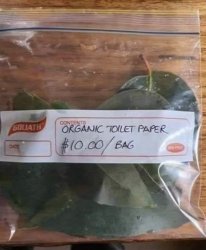 GOLIATH
CONTENTS
ORGANIC TOILET PAPER
DATE
$10.00/BAG